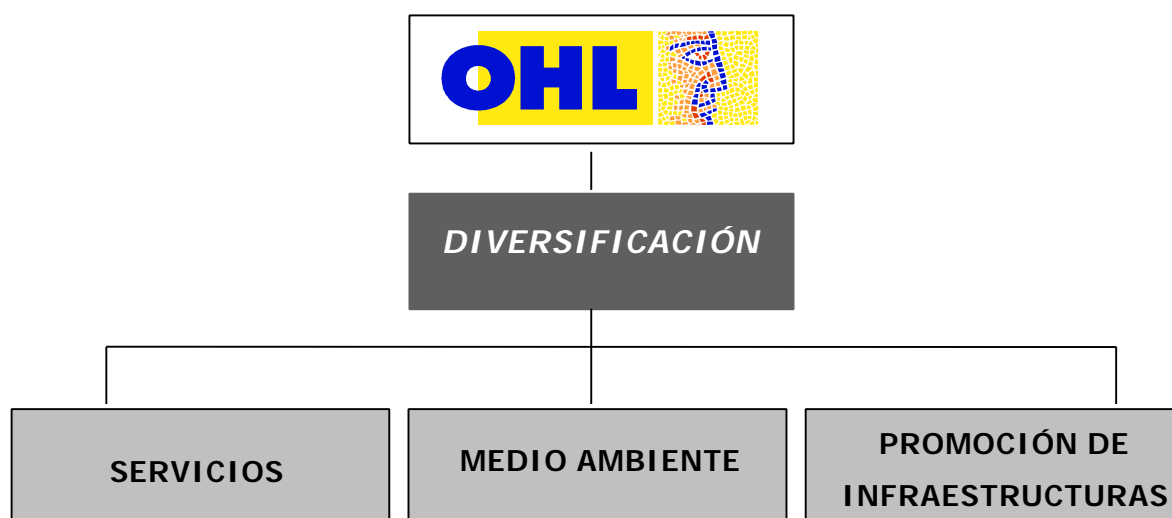 OHL
DIVERSIFICACIÓN
SERVICIOS
MEDIO AMBIENTE
PROMOCIÓN DE
INFRAESTRUCTURAS